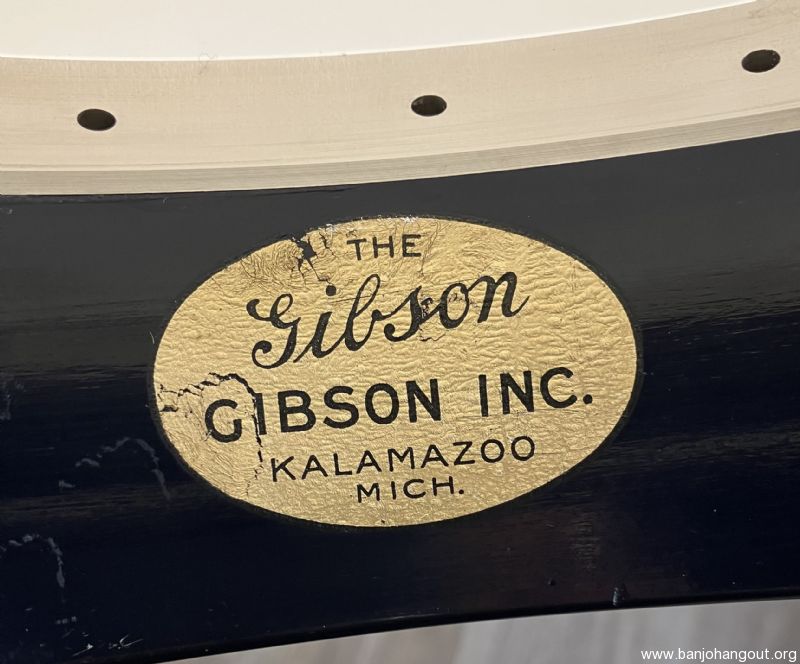 THE
Gibson
GIBSON INC.
KALAMAZOO
MICH.
www.banjohangout.org